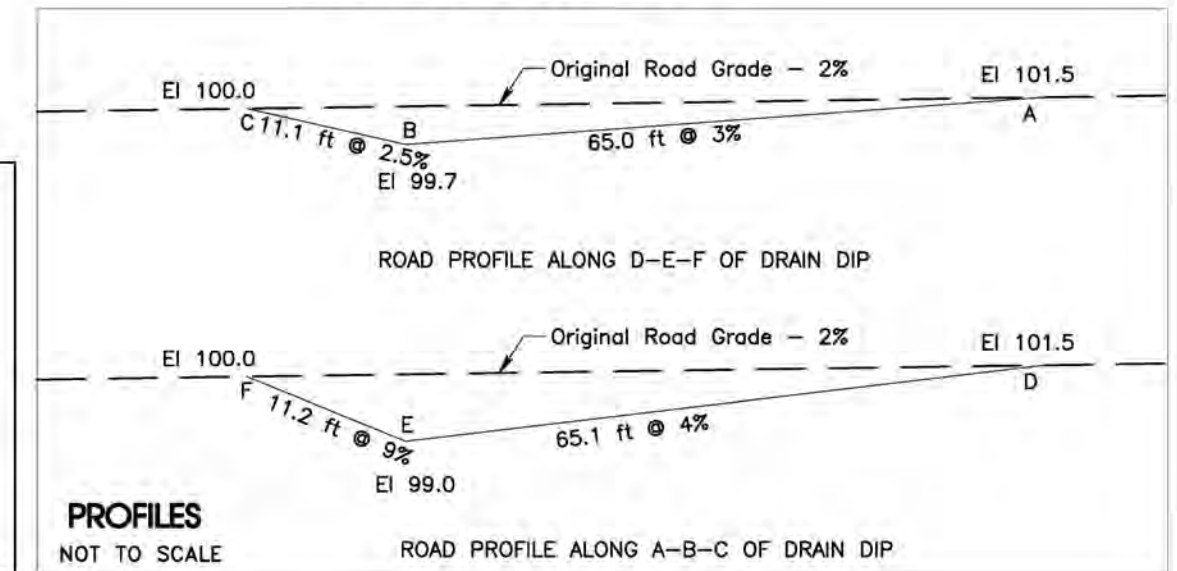 Original Road Grade – 2%
El 100.0
El 101.5
C
11.1 ft @ 2.5%
B
65.0 ft @ 3%
A
El 99.7
ROAD PROFILE ALONG D–E–F OF DRAIN DIP
Original Road Grade – 2%
El 100.0
El 101.5
F
11.2 ft @ 9%
E
65.1 ft @ 4%
D
El 99.0
PROFILES
NOT TO SCALE
ROAD PROFILE ALONG A–B–C OF DRAIN DIP